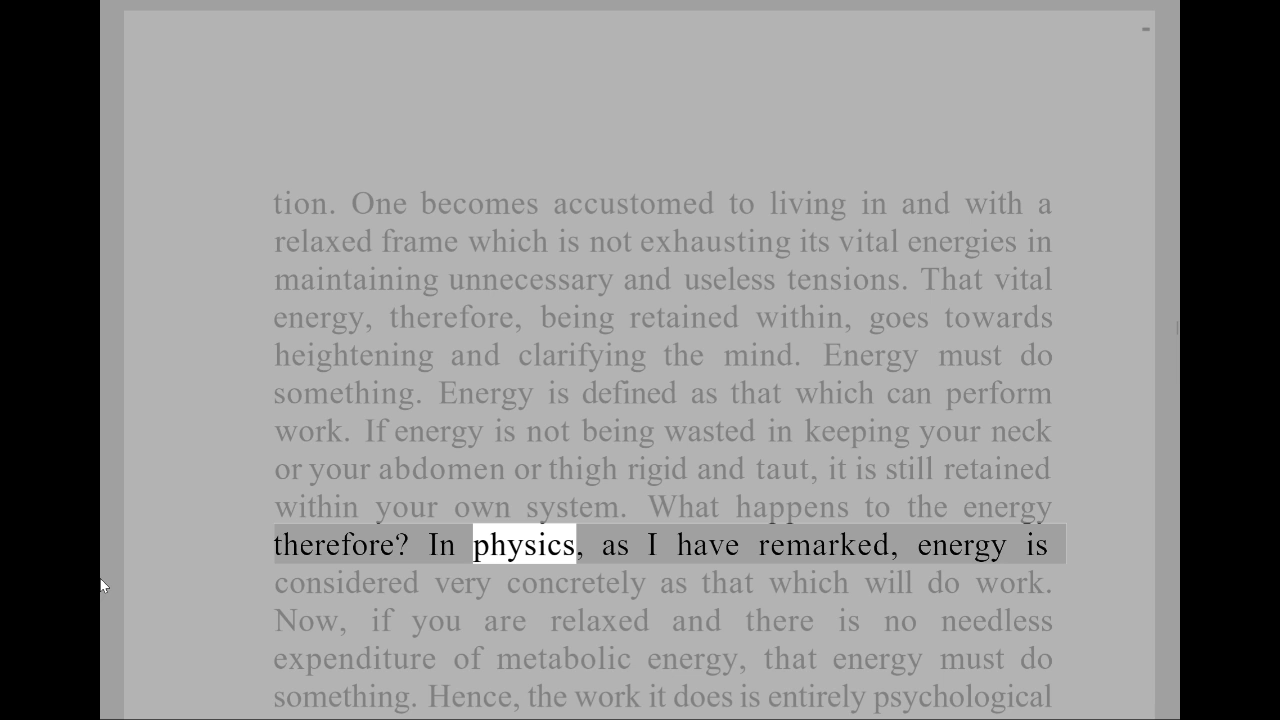 tion. One becomes accustomed to living in and with a
relaxed frame which is not exhausting its vital energies in
maintaining unnecessary and useless tensions. That vital
energy, therefore, being retained within, goes towards
heightening and clarifying the mind. Energy must do
something. Energy is defined as that which can perform
work. If energy is not being wasted in keeping your neck
or your abdomen or thigh rigid and taut, it is still retained
within your own system. What happens to the energy
therefore? In physics, as I have remarked, energy is
considered very concretely as that which will do work.
Now, if you are relaxed and there is no needless
expenditure of metabolic energy, that energy must do
something. Hence, the work it does is entirely psychological